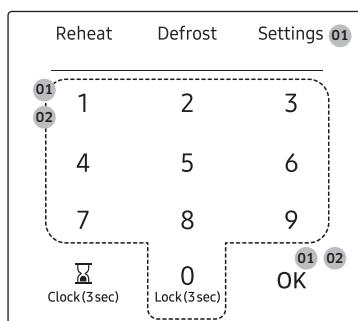 Reheat Defrost Settings 01
01
1 2 3
02
4 5 6
7 8 9
01 02
0 OK
Clock(3 sec) Lock(3 sec)